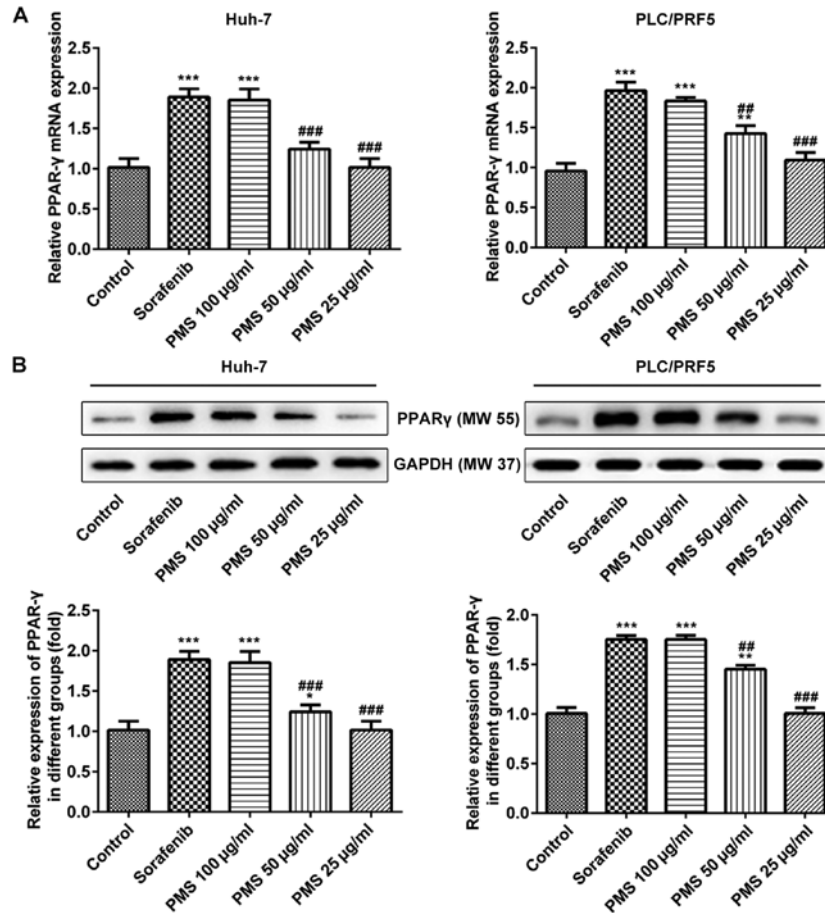 A
Huh-7
Relative PPAR-γ mRNA expression
2.5
2.0
1.5
1.0
0.5
0.0
***
***
###
###
Control
Sorafenib
PMS 100 μg/ml
PMS 50 μg/ml
PMS 25 μg/ml
PLC/PRF5
Relative PPAR-γ mRNA expression
2.5
2.0
1.5
1.0
0.5
0.0
***
***
##
**
###
Control
Sorafenib
PMS 100 μg/ml
PMS 50 μg/ml
PMS 25 μg/ml
B
Huh-7
PLC/PRF5
PPARγ (MW 55)
GAPDH (MW 37)
Control
Sorafenib
PMS 100 μg/ml
PMS 50 μg/ml
PMS 25 μg/ml
Control
Sorafenib
PMS 100 μg/ml
PMS 50 μg/ml
PMS 25 μg/ml
Relative expression of PPAR-γ
in different groups (fold)
2.5
2.0
1.5
1.0
0.5
0.0
***
***
###
*
###
Control
Sorafenib
PMS 100 μg/ml
PMS 50 μg/ml
PMS 25 μg/ml
Relative expression of PPAR-γ
in different groups (fold)
2.0
1.5
1.0
0.5
0.0
***
***
##
**
###
Control
Sorafenib
PMS 100 μg/ml
PMS 50 μg/ml
PMS 25 μg/ml